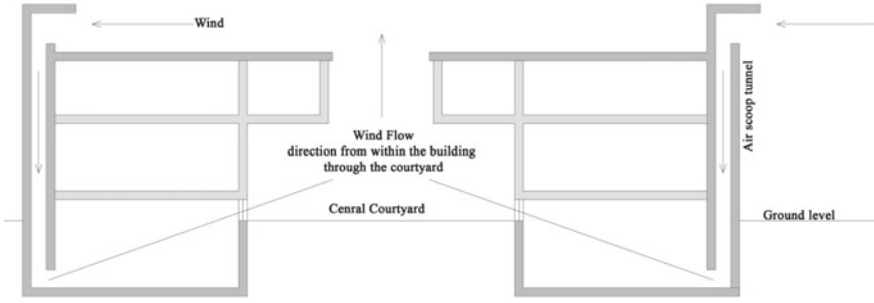 Wind
Air scoop tunnel
Wind Flow
direction from within the building
through the courtyard
Cenral Courtyard
Ground level